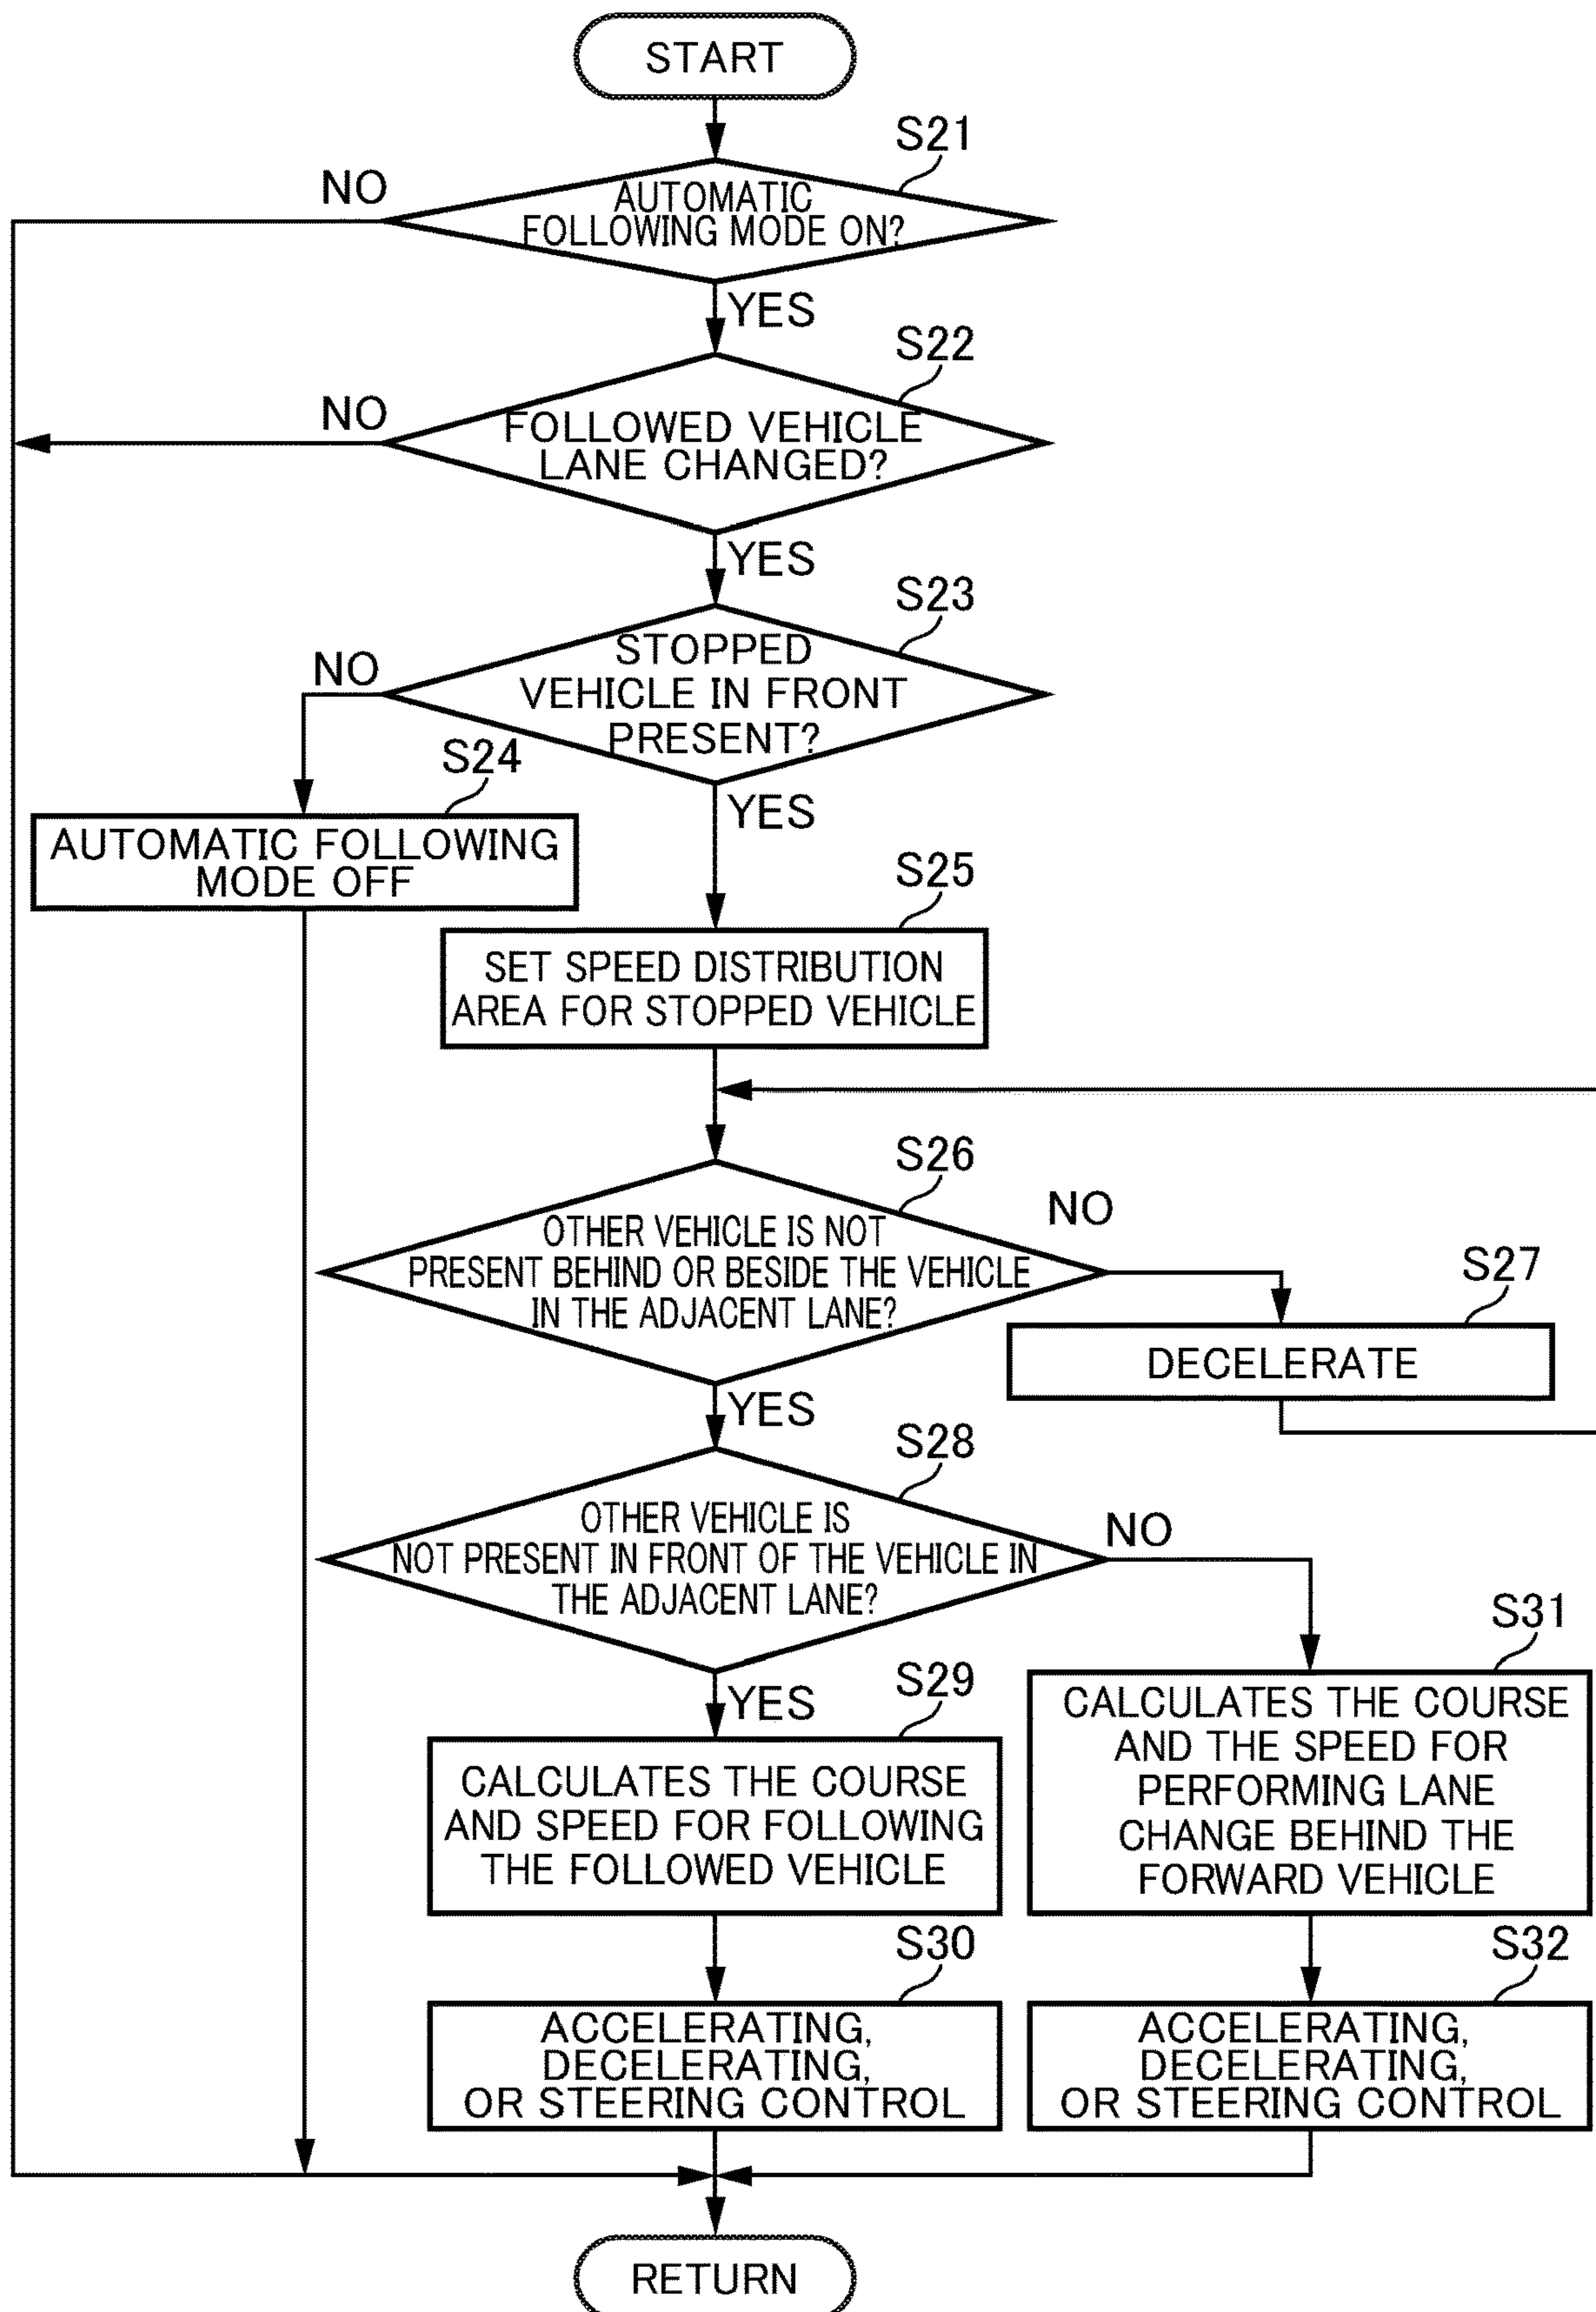 START
S21
NO
AUTOMATIC
FOLLOWING MODE ON?
YES
S22
NO
FOLLOWED VEHICLE
LANE CHANGED?
YES
S23
NO
STOPPED
VEHICLE IN FRONT
PRESENT?
S24
YES
AUTOMATIC FOLLOWING
MODE OFF
S25
SET SPEED DISTRIBUTION
AREA FOR STOPPED VEHICLE
S26
NO
OTHER VEHICLE IS NOT
PRESENT BEHIND OR BESIDE THE VEHICLE
IN THE ADJACENT LANE?
S27
DECELERATE
YES
S28
OTHER VEHICLE IS
NOT PRESENT IN FRONT OF THE VEHICLE IN
THE ADJACENT LANE?
NO
S31
S29
YES
CALCULATES THE COURSE
AND SPEED FOR FOLLOWING
THE FOLLOWED VEHICLE
CALCULATES THE COURSE
AND THE SPEED FOR
PERFORMING LANE
CHANGE BEHIND THE
FORWARD VEHICLE
S30
ACCELERATING,
DECELERATING,
OR STEERING CONTROL
S32
ACCELERATING,
DECELERATING,
OR STEERING CONTROL
RETURN